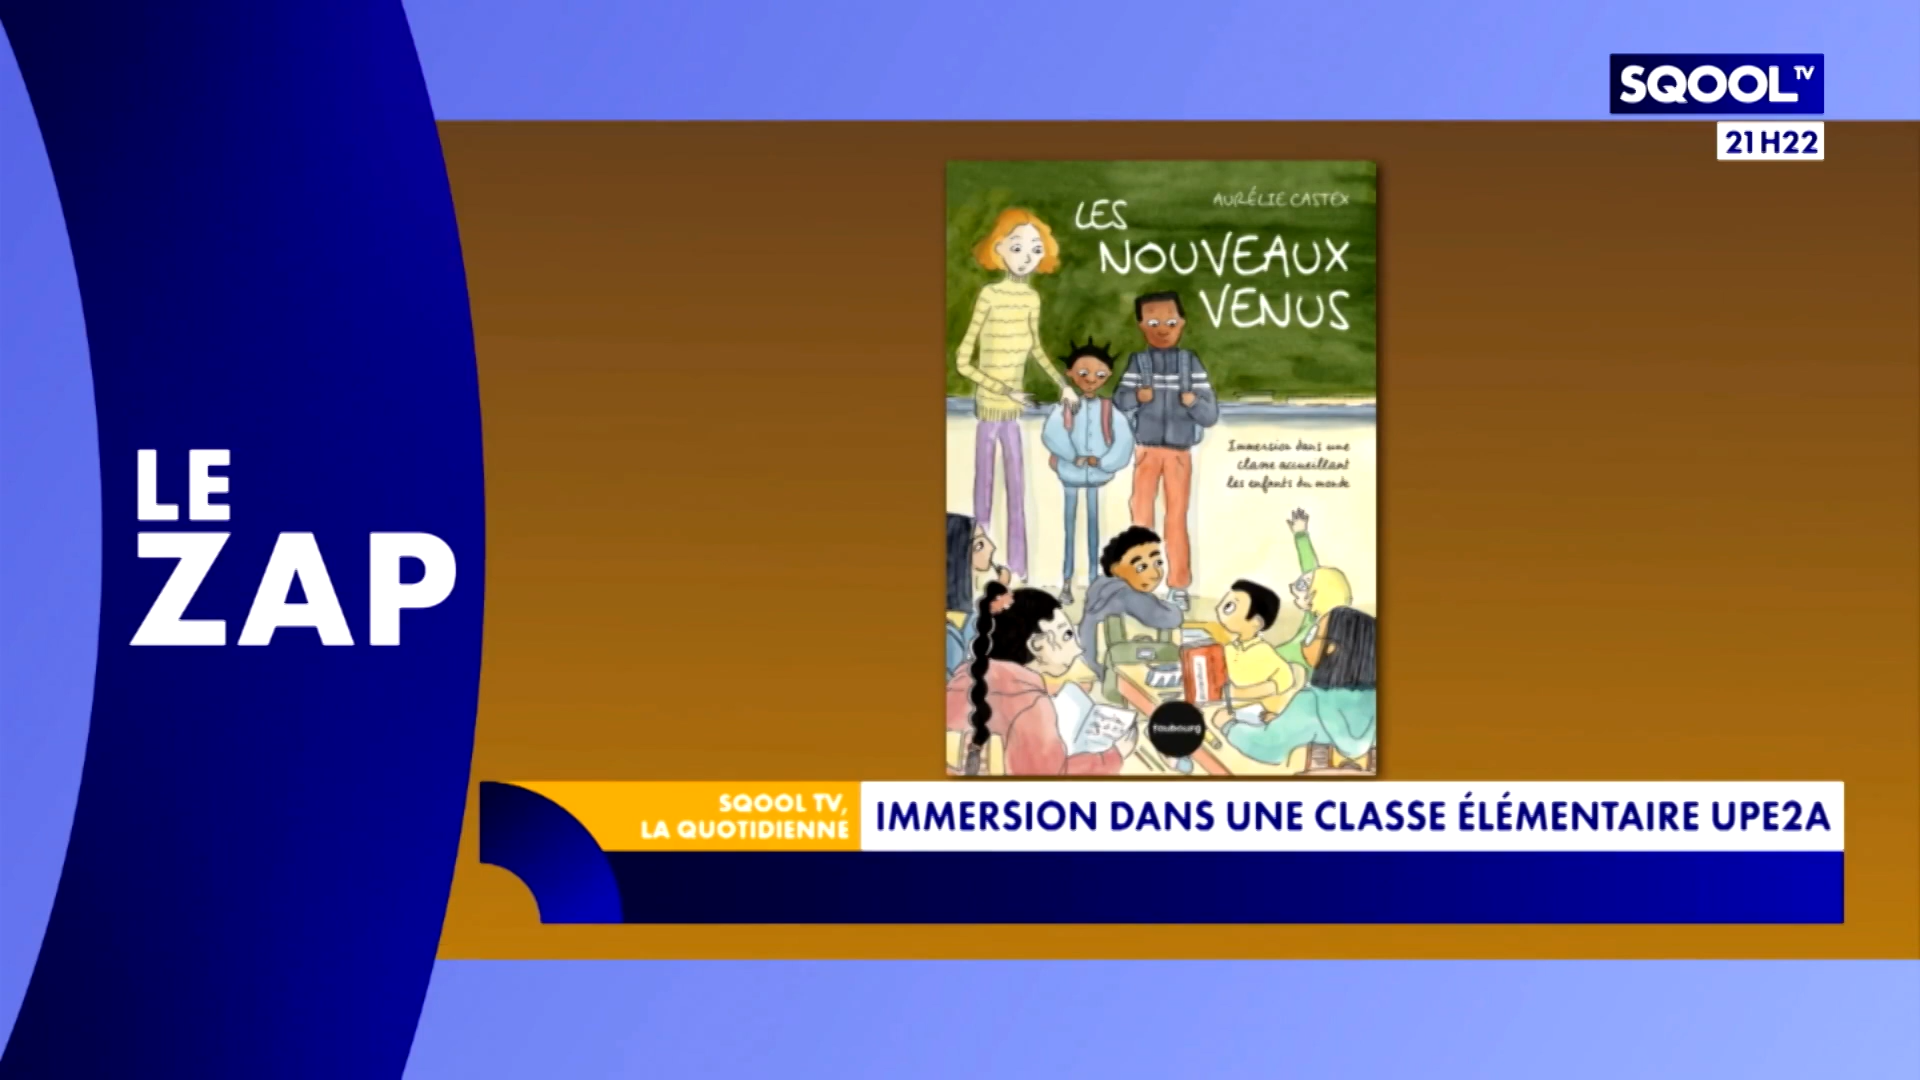 SQOOL TV
21H22
LE
ZAP
AURÉLIE CASTEX
LES
NOUVEAUX
VENUS
Immersion dans une
classe accueillant
les enfants du monde
faubourg
SQOOL TV,
LA QUOTIDIENNE
IMMERSION DANS UNE CLASSE ÉLÉMENTAIRE UPE2A